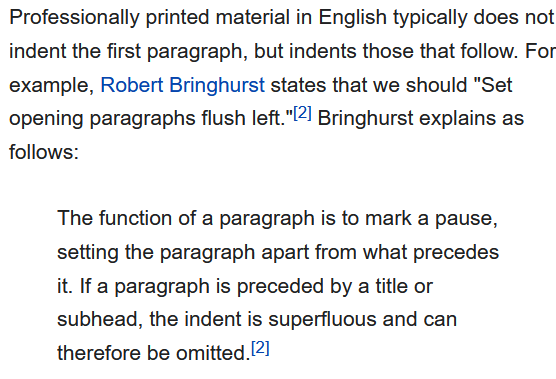 Professionally printed material in English typically does not
indent the first paragraph, but indents those that follow. For
example, Robert Bringhurst states that we should "Set
opening paragraphs flush left."[2] Bringhurst explains as
follows:
The function of a paragraph is to mark a pause,
setting the paragraph apart from what precedes
it. If a paragraph is preceded by a title or
subhead, the indent is superfluous and can
therefore be omitted.[2]